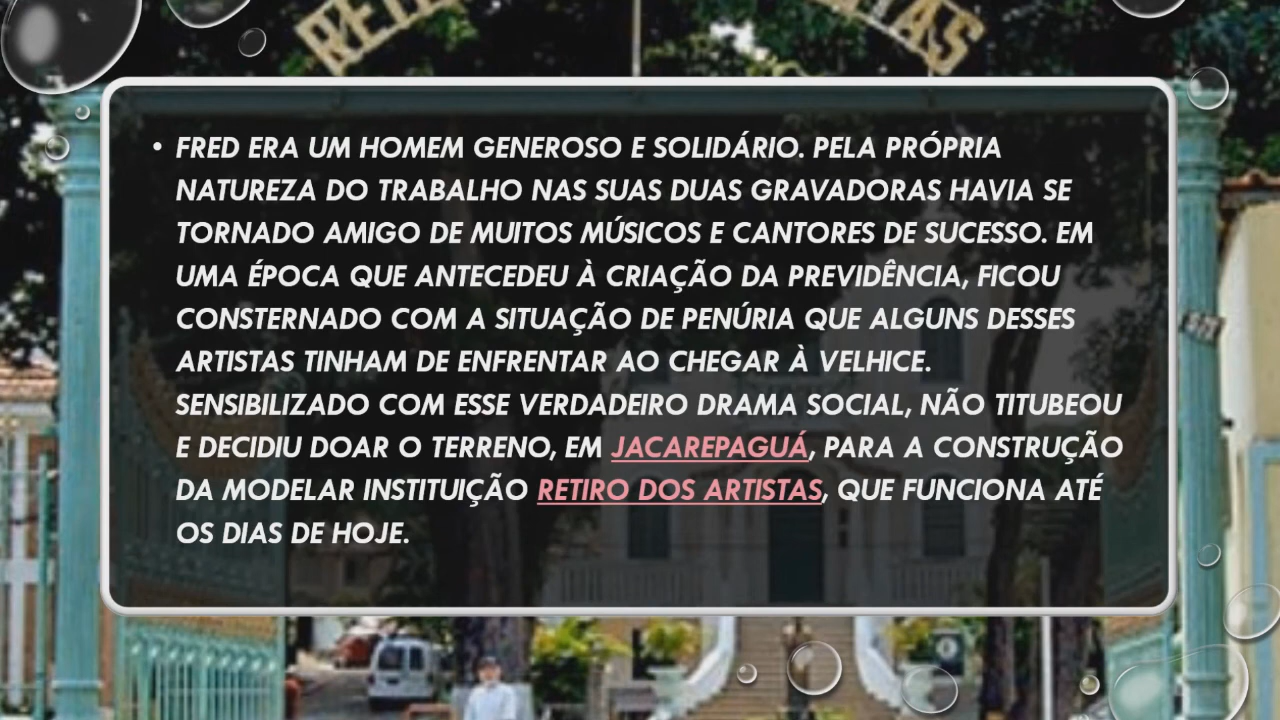 • FRED ERA UM HOMEM GENEROSO E SOLIDÁRIO. PELA PRÓPRIA
NATUREZA DO TRABALHO NAS SUAS DUAS GRAVADORAS HAVIA SE
TORNADO AMIGO DE MUITOS MÚSICOS E CANTORES DE SUCESSO. EM
UMA ÉPOCA QUE ANTECEDEU À CRIAÇÃO DA PREVIDÊNCIA, FICOU
CONSTERNADO COM A SITUAÇÃO DE PENÚRIA QUE ALGUNS DESSES
ARTISTAS TINHAM DE ENFRENTAR AO CHEGAR À VELHICE.
SENSIBILIZADO COM ESSE VERDADEIRO DRAMA SOCIAL, NÃO TITUBEOU
E DECIDIU DOAR O TERRENO, EM JACAREPAGUÁ, PARA A CONSTRUÇÃO
DA MODELAR INSTITUIÇÃO RETIRO DOS ARTISTAS, QUE FUNCIONA ATÉ
OS DIAS DE HOJE.